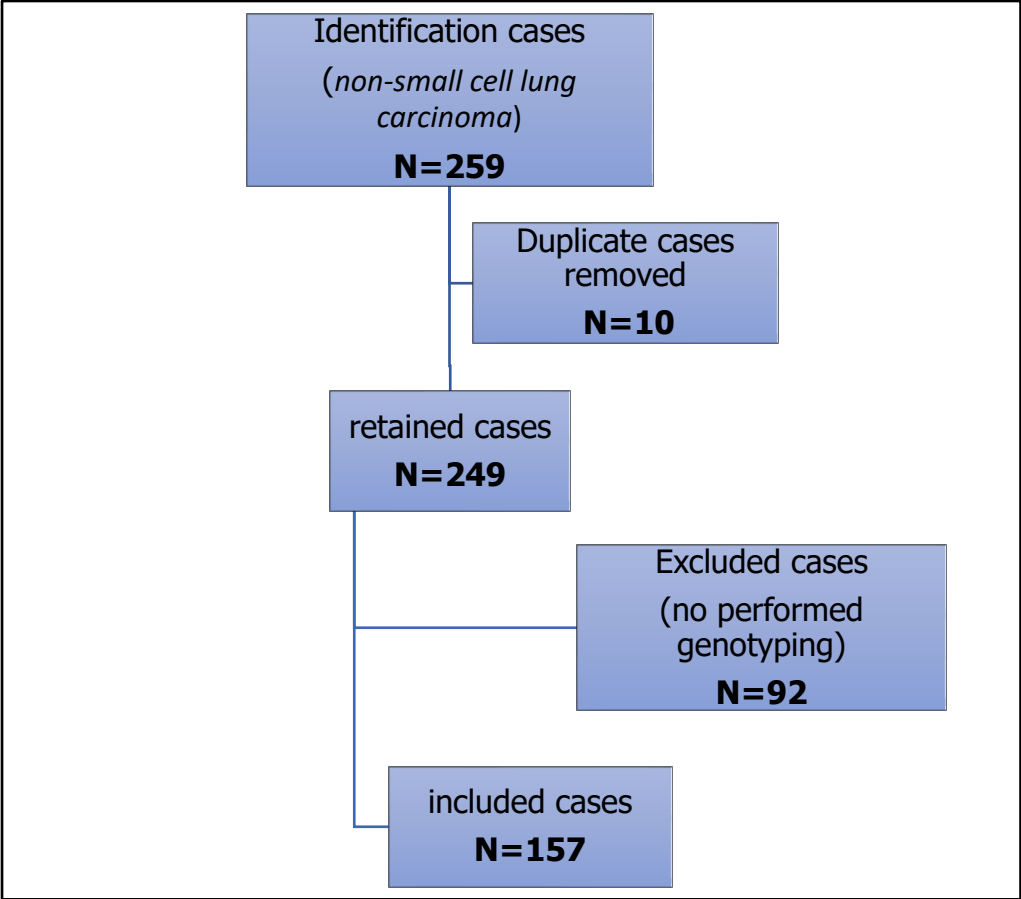 Identification cases
(non-small cell lung
carcinoma)
N=259
Duplicate cases
removed
N=10
retained cases
N=249
Excluded cases
(no performed
genotyping)
N=92
included cases
N=157